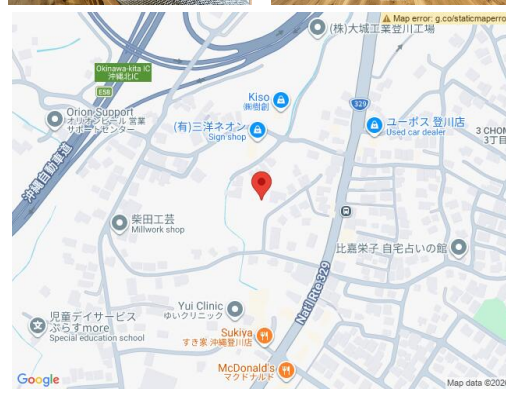 Map error: g.co/staticmaperro
(株)大城工業登川工場
Okinawa-kita IC
沖縄北IC
E58
329
Kiso
㈱樹創
Orion Support
オリオンビール 営業
サポートセンター
(有)三洋ネオン
Sign shop
ユーポス 登川店
Used car dealer
3 CHOM
3丁目
沖縄自動車道
柴田工芸
Millwork shop
比嘉栄子 自宅占いの館
Nat'l Rte 329
Yui Clinic
ゆいクリニック
児童デイサービス
ぷらすmore
Special education school
Sukiya
すき家 沖縄登川店
McDonald's
マクドナルド
Google
Map data ©2026